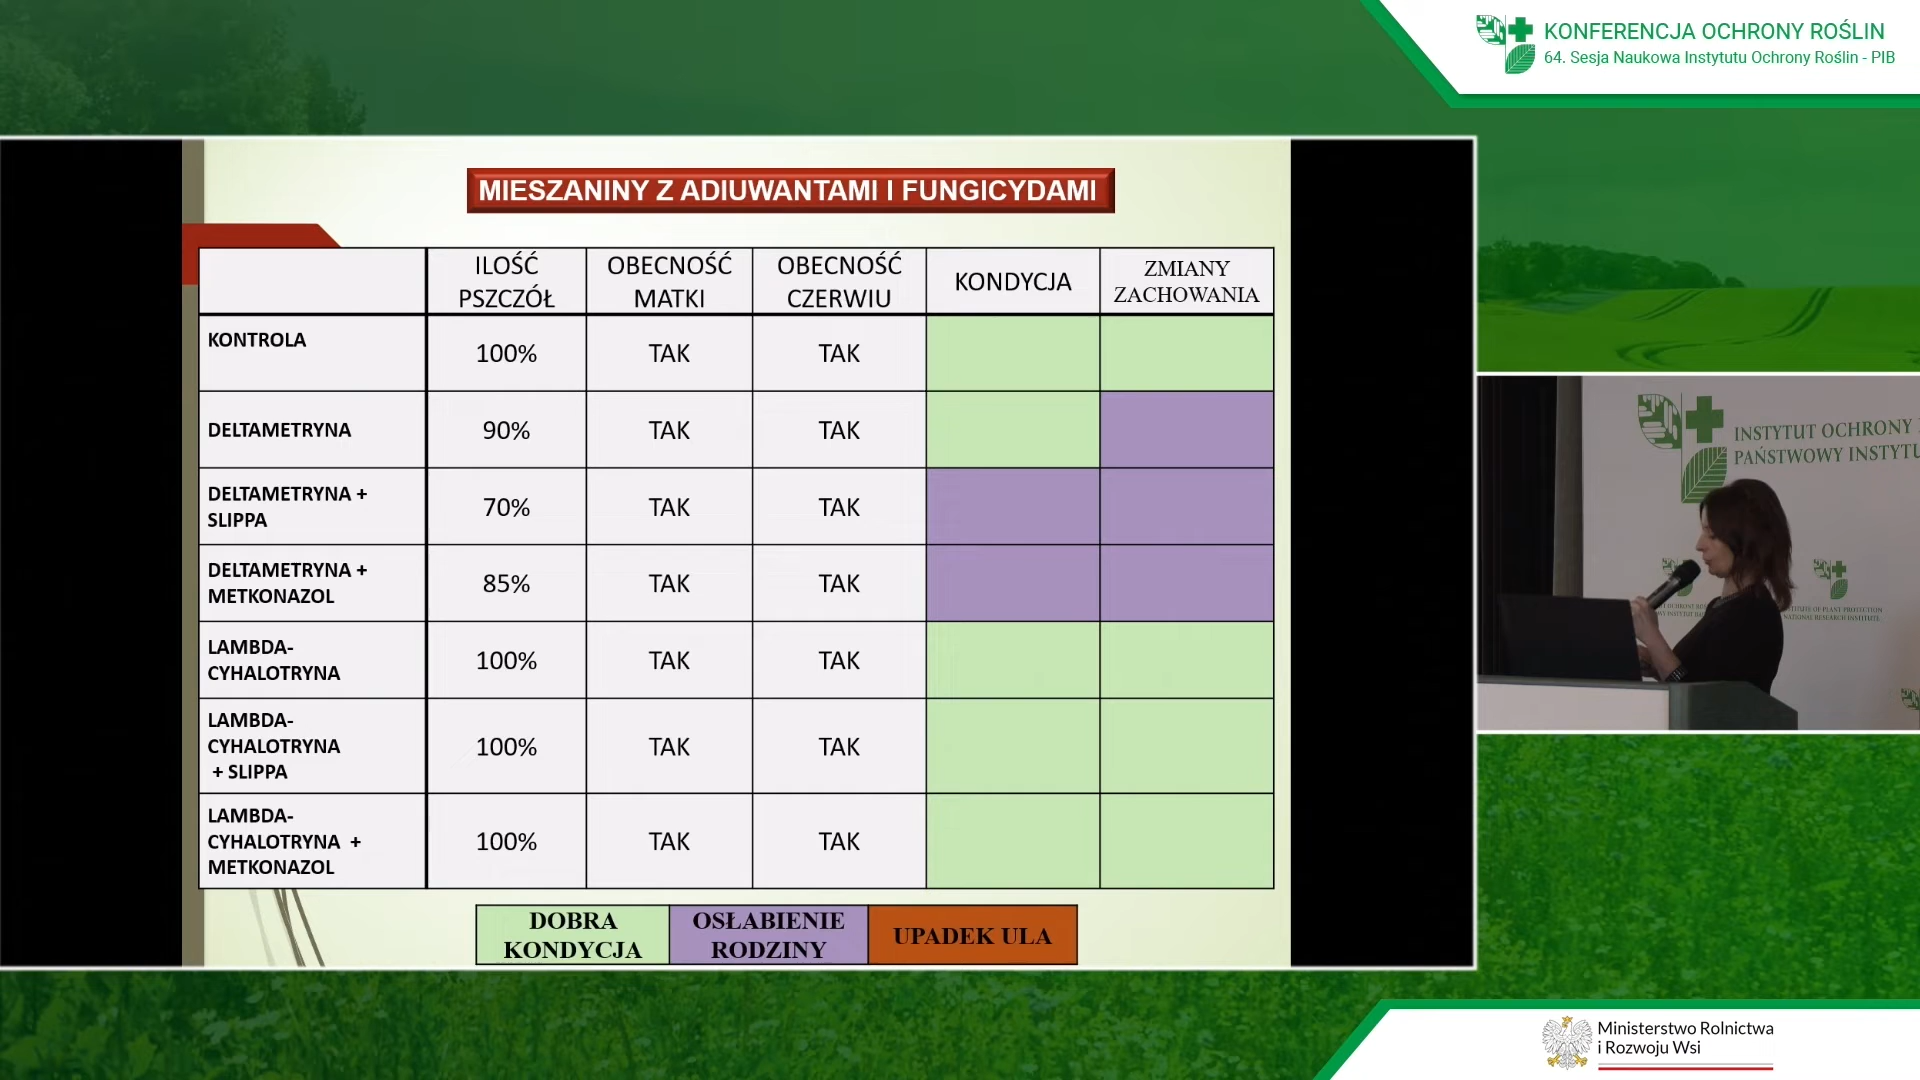 KONFERENCJA OCHRONY ROŚLIN
64. Sesja Naukowa Instytutu Ochrony Roślin - PIB
MIESZANINY Z ADIUWANTAMI I FUNGICYDAMI
ILOŚĆ PSZCZÓŁ
OBECNOŚĆ MATKI
OBECNOŚĆ CZERWIU
KONDYCJA
ZMIANY ZACHOWANIA
KONTROLA
100%
TAK
TAK
DELTAMETRYNA
90%
TAK
TAK
DELTAMETRYNA +
SLIPPA
70%
TAK
TAK
DELTAMETRYNA +
METKONAZOL
85%
TAK
TAK
LAMBDA-
CYHALOTRYNA
100%
TAK
TAK
LAMBDA-
CYHALOTRYNA
+ SLIPPA
100%
TAK
TAK
LAMBDA-
CYHALOTRYNA +
METKONAZOL
100%
TAK
TAK
DOBRA
KONDYCJA
OSŁABIENIE
RODZINY
UPADEK ULA
INSTYTUT OCHRONY
PAŃSTWOWY
Ministerstwo Rolnictwa
i Rozwoju Wsi